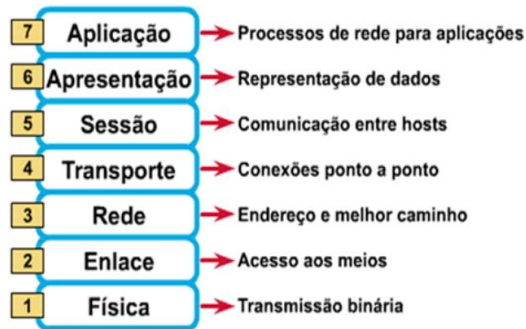 7 Aplicação Processos de rede para aplicações
6 Apresentação Representação de dados
5 Sessão Comunicação entre hosts
4 Transporte Conexões ponto a ponto
3 Rede Endereço e melhor caminho
2 Enlace Acesso aos meios
1 Física Transmissão binária